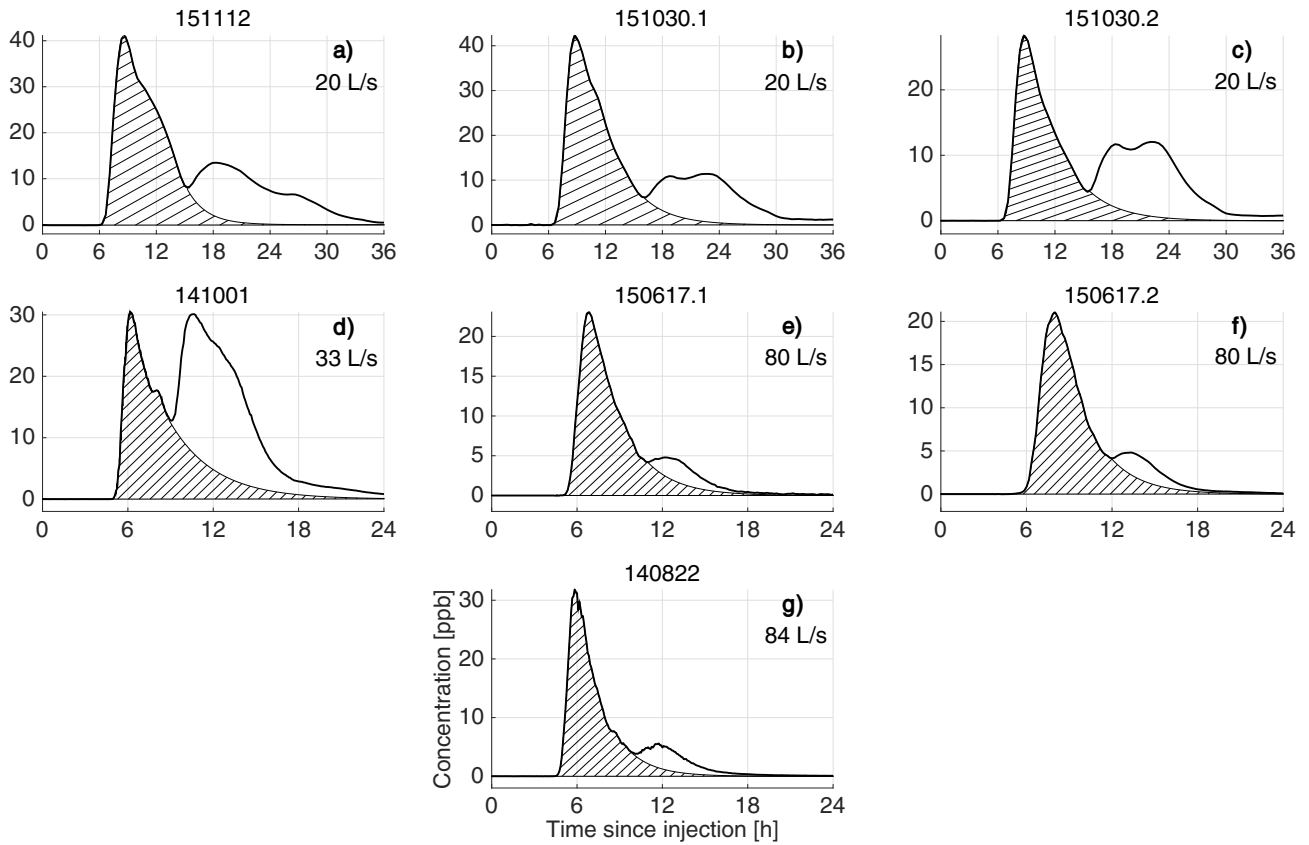 151112
a)
20 L/s
40
30
20
10
0
0 6 12 18 24 30 36
151030.1
b)
20 L/s
40
30
20
10
0
0 6 12 18 24 30 36
151030.2
c)
20 L/s
20
10
0
0 6 12 18 24 30 36
141001
d)
33 L/s
30
20
10
0
0 6 12 18 24
150617.1
e)
80 L/s
20
15
10
5
0
0 6 12 18 24
150617.2
f)
80 L/s
20
15
10
5
0
0 6 12 18 24
140822
g)
84 L/s
Concentration [ppb]
30
20
10
0
0 6 12 18 24
Time since injection [h]